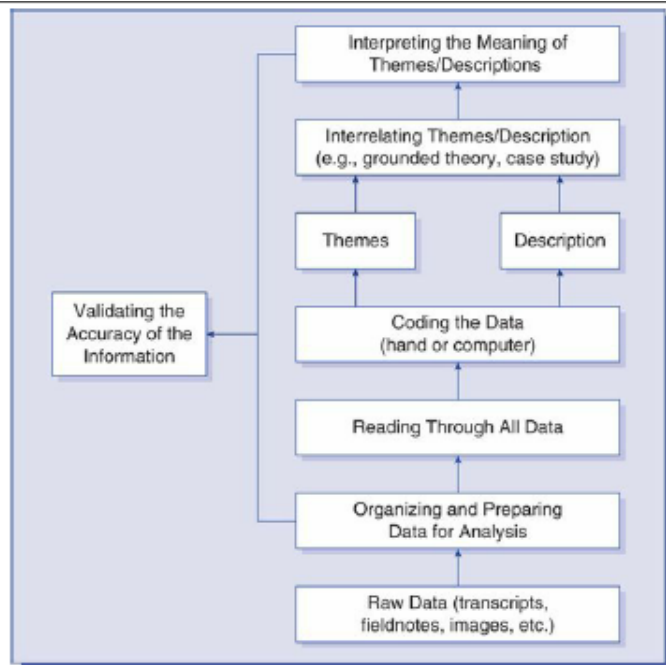 Interpreting the Meaning of
Themes/Descriptions
Interrelating Themes/Description
(e.g., grounded theory, case study)
Themes
Description
Validating the
Accuracy of the
Information
Coding the Data
(hand or computer)
Reading Through All Data
Organizing and Preparing
Data for Analysis
Raw Data (transcripts,
fieldnotes, images, etc.)